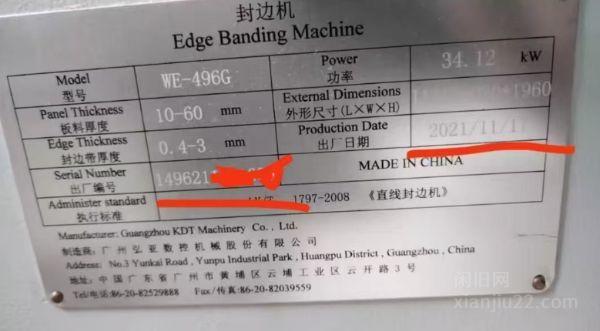 封边机
Edge Banding Machine
Model 型号 WE-496G Power 功率 34.12 kW
Panel Thickness 板料厚度 10-60 mm External Dimensions 外形尺寸(L×W×H) *1960
Edge Thickness 封边带厚度 0.4-3 mm Production Date 出厂日期 2021/11/1
Serial Number 出厂编号 149621 MADE IN CHINA
Administer standard 执行标准 1797-2008 《直线封边机》
Manufacturer: Guangzhou KDT Machinery Co., Ltd.
制造商: 广州弘亚数控机械股份有限公司
Address: No.3 Yunkai Road, Yunpu Industrial Park, Huangpu District, Guangzhou, China
地址: 中国广东省广州市黄埔区云埔工业区云开路3号
Tel/电话:86-20-82529888 Fax/传真:86-20-82039559
闲旧网
xianjiu22.com